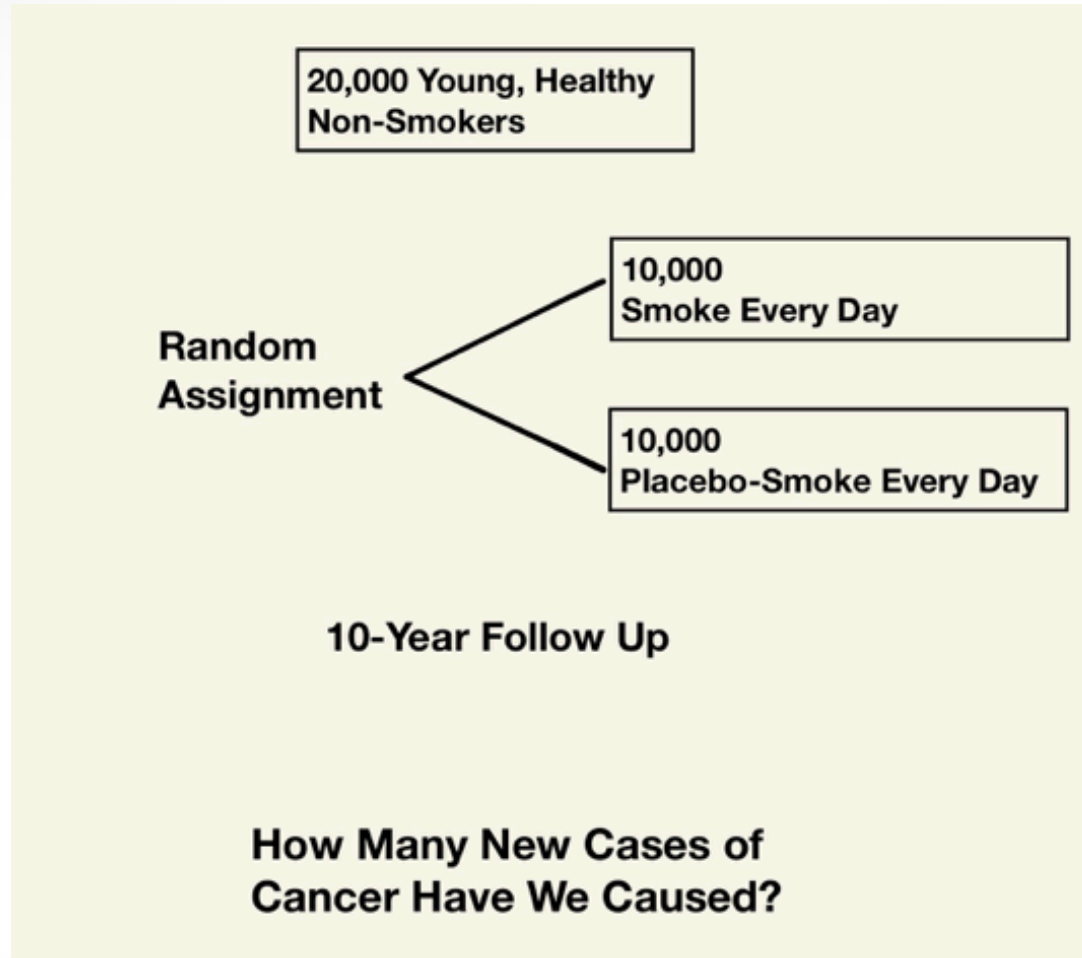 20,000 Young, Healthy
Non-Smokers
10,000
Smoke Every Day
Random
Assignment
10,000
Placebo-Smoke Every Day
10-Year Follow Up
How Many New Cases of
Cancer Have We Caused?